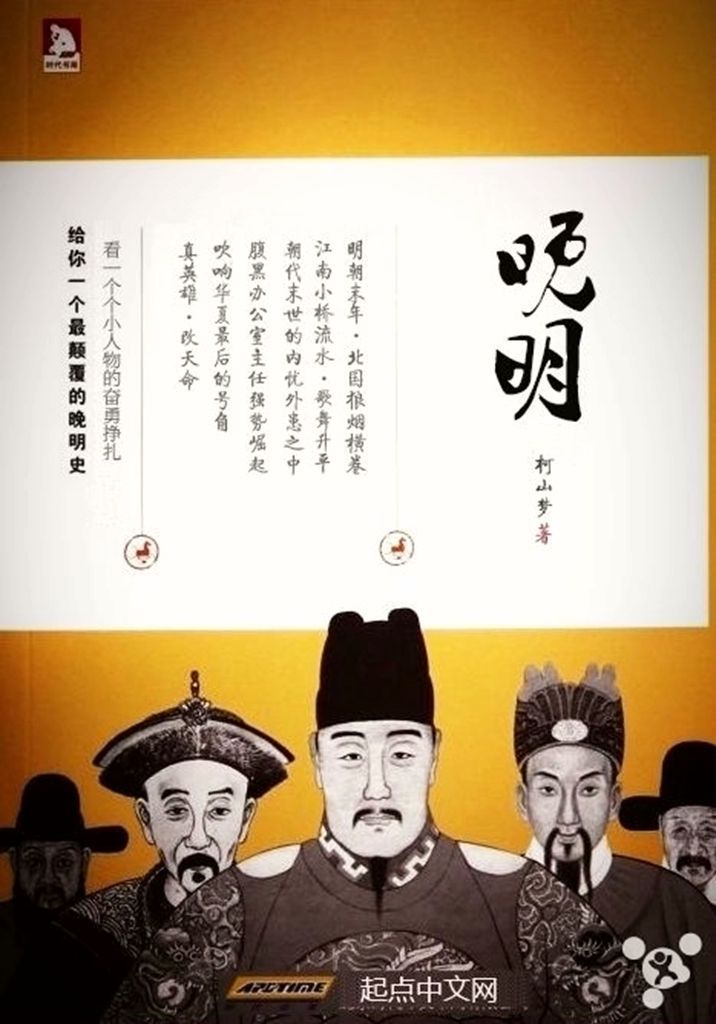 时代书局
晚明
柯山梦 著
明朝末年·北国狼烟横卷
江南小桥流水·歌舞升平
朝代末世的内忧外患之中
腹黑办公室主任强势崛起
吹响华夏最后的号角
真英雄·改天命
看一个个小人物的奋勇挣扎
给你一个最颠覆的晚明史
ARCTIME
起点中文网